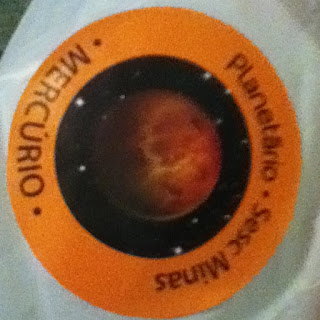 • MERCÚRIO •
Planetário • Sesc Minas